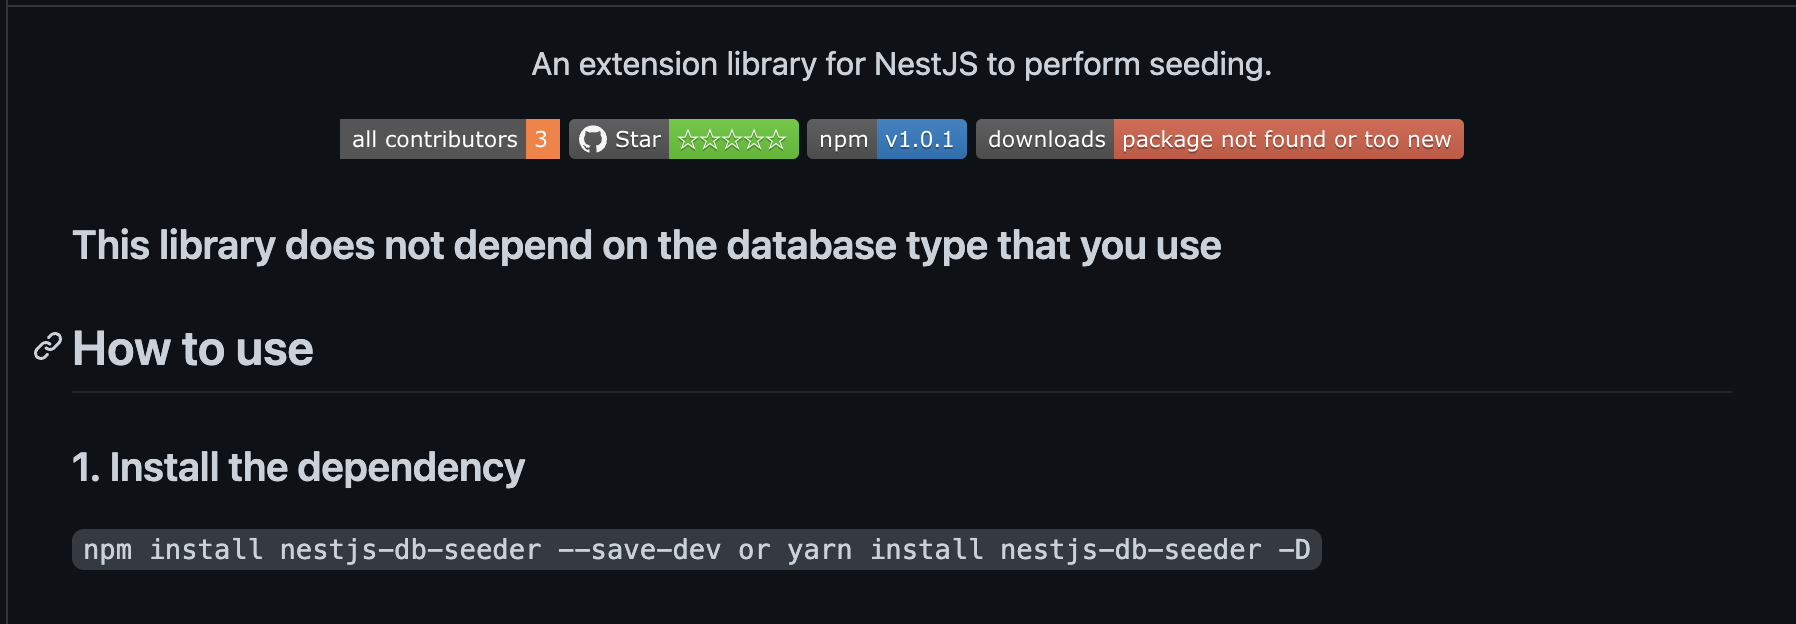 An extension library for NestJS to perform seeding.
all contributors 3 Star ☆☆☆☆☆ npm v1.0.1 downloads package not found or too new
This library does not depend on the database type that you use
How to use
1. Install the dependency
npm install nestjs-db-seeder --save-dev or yarn install nestjs-db-seeder -D